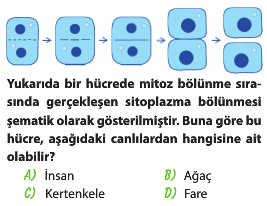 Yukarıda bir hücrede mitoz bölünme sıra-
sında gerçekleşen sitoplazma bölünmesi
şematik olarak gösterilmiştir. Buna göre bu
hücre, aşağıdaki canlılardan hangisine ait
olabilir?
A) İnsan B) Ağaç
C) Kertenkele D) Fare